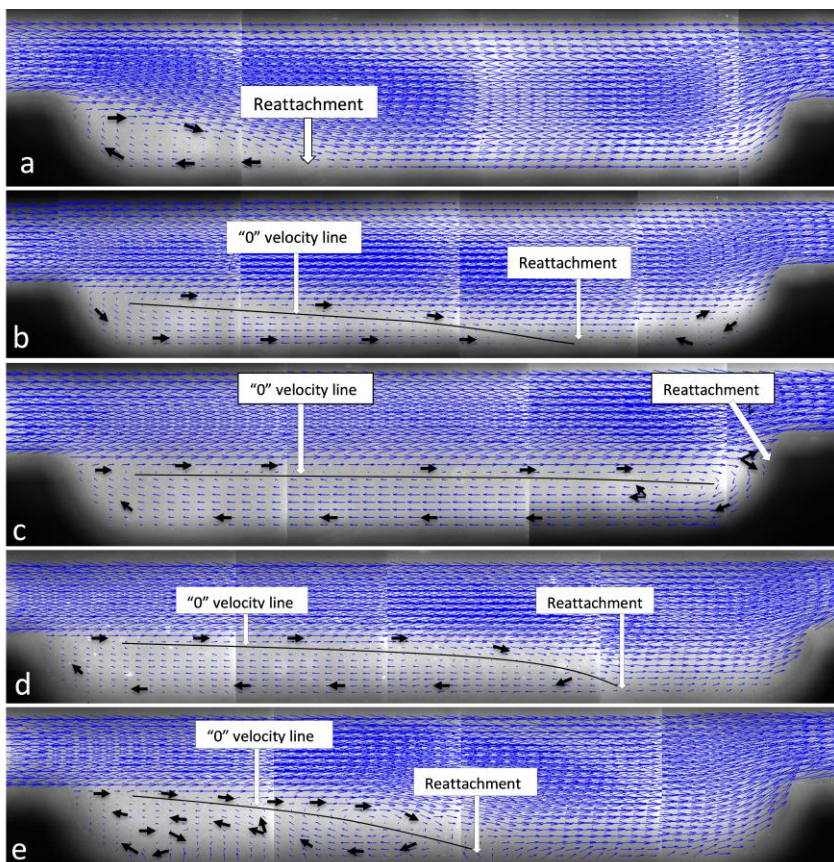 Reattachment
a
"0" velocity line
Reattachment
b
"0" velocity line
Reattachment
c
"0" velocity line
Reattachment
d
"0" velocity line
Reattachment
e